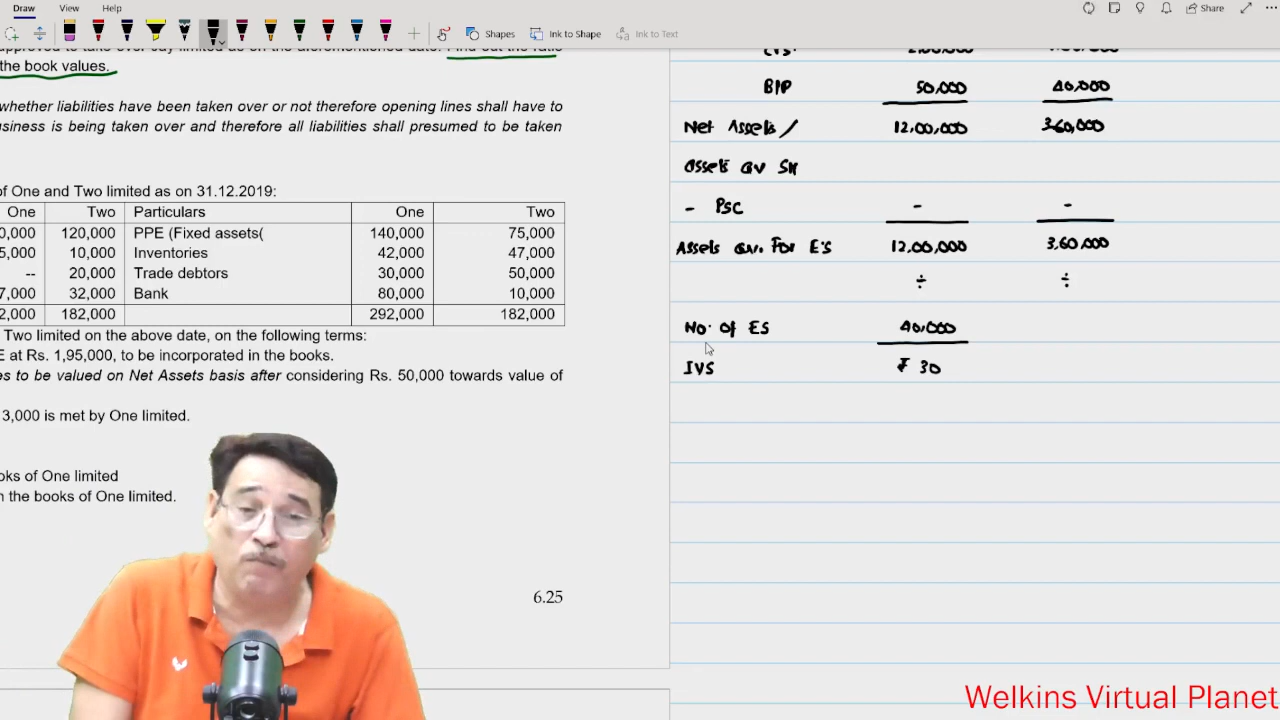 Draw View Help
Shapes Ink to Shape Ink to Text Share
the book values.
whether liabilities have been taken over or not therefore opening lines shall have to
usiness is being taken over and therefore all liabilities shall presumed to be taken
of One and Two limited as on 31.12.2019:
One Two Particulars One Two
0,000 120,000 PPE (Fixed assets( 140,000 75,000
5,000 10,000 Inventories 42,000 47,000
-- 20,000 Trade debtors 30,000 50,000
7,000 32,000 Bank 80,000 10,000
2,000 182,000 292,000 182,000
Two limited on the above date, on the following terms:
E at Rs. 1,95,000, to be incorporated in the books.
es to be valued on Net Assets basis after considering Rs. 50,000 towards value of
3,000 is met by One limited.
oks of One limited
n the books of One limited.
6.25
BIP 50,000 40,000
Net Assets/ 12,00,000 3,60,000
Assets av SH
- PSC - -
Assets av. For ES 12,00,000 3,60,000
÷ ÷
No. of ES 40,000
IVS ₹ 30
Welkins Virtual Planet